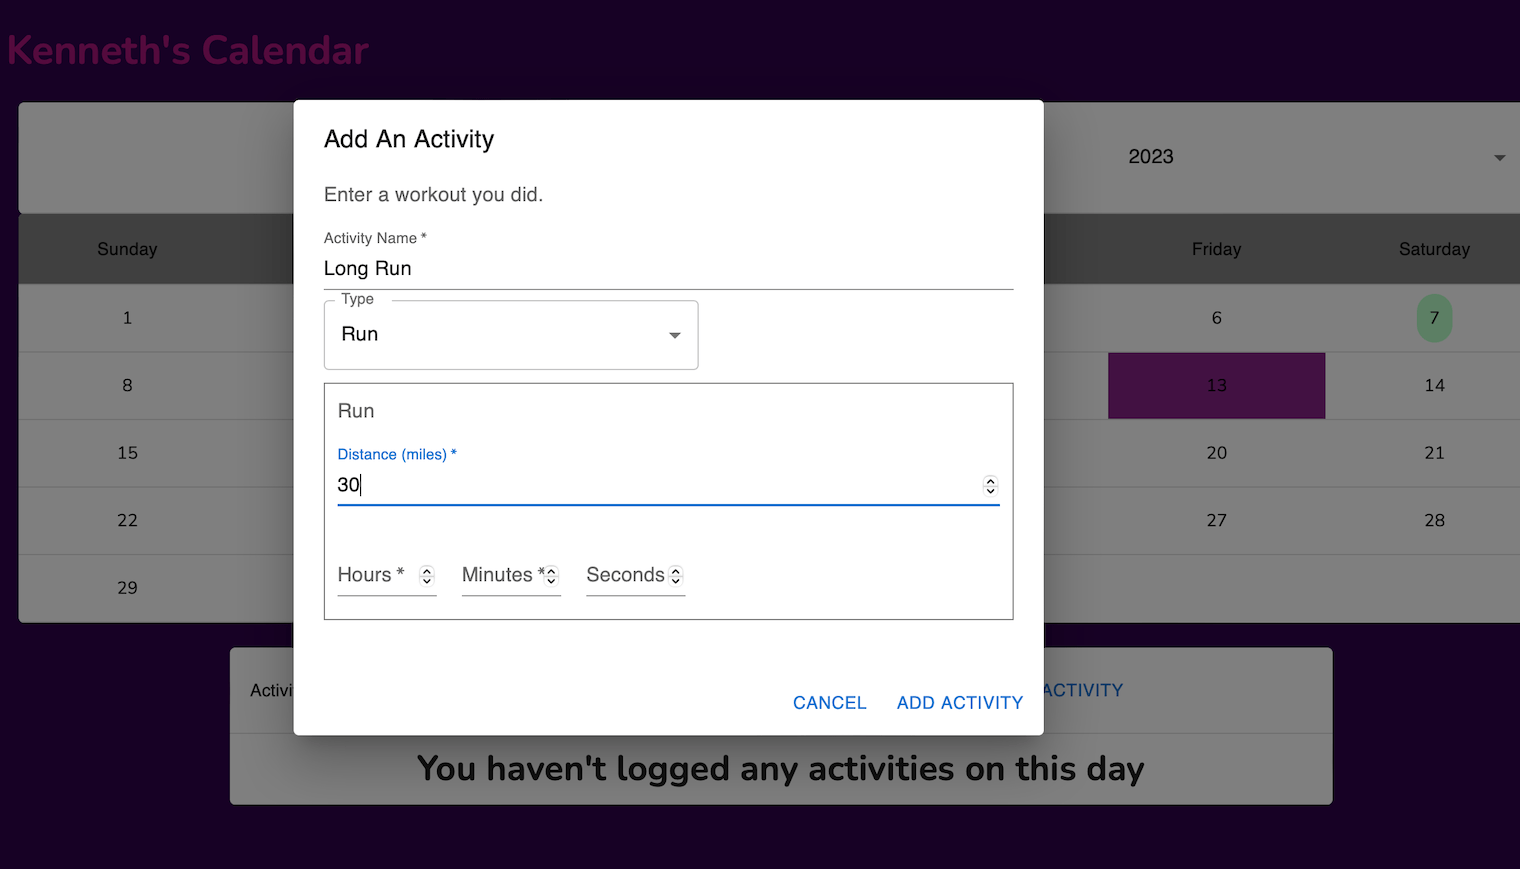 Kenneth's Calendar
2023
Sunday
Friday
Saturday
1
6
7
8
13
14
15
20
21
22
27
28
29
Add An Activity
Enter a workout you did.
Activity Name *
Long Run
Type
Run
Run
Distance (miles) *
30
Hours * Minutes * Seconds
CANCEL ADD ACTIVITY
Activi
ACTIVITY
You haven't logged any activities on this day